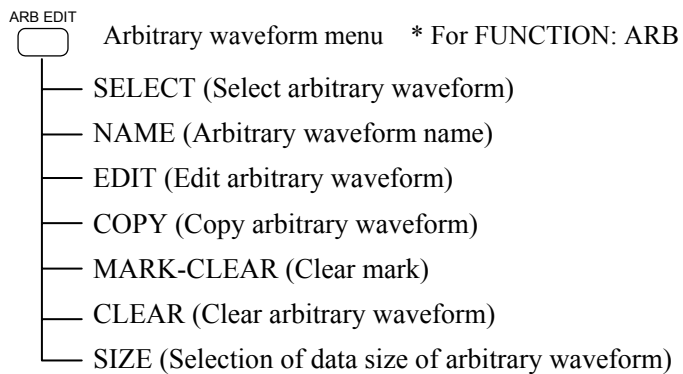 ARB EDIT
Arbitrary waveform menu * For FUNCTION: ARB
SELECT (Select arbitrary waveform)
NAME (Arbitrary waveform name)
EDIT (Edit arbitrary waveform)
COPY (Copy arbitrary waveform)
MARK-CLEAR (Clear mark)
CLEAR (Clear arbitrary waveform)
SIZE (Selection of data size of arbitrary waveform)